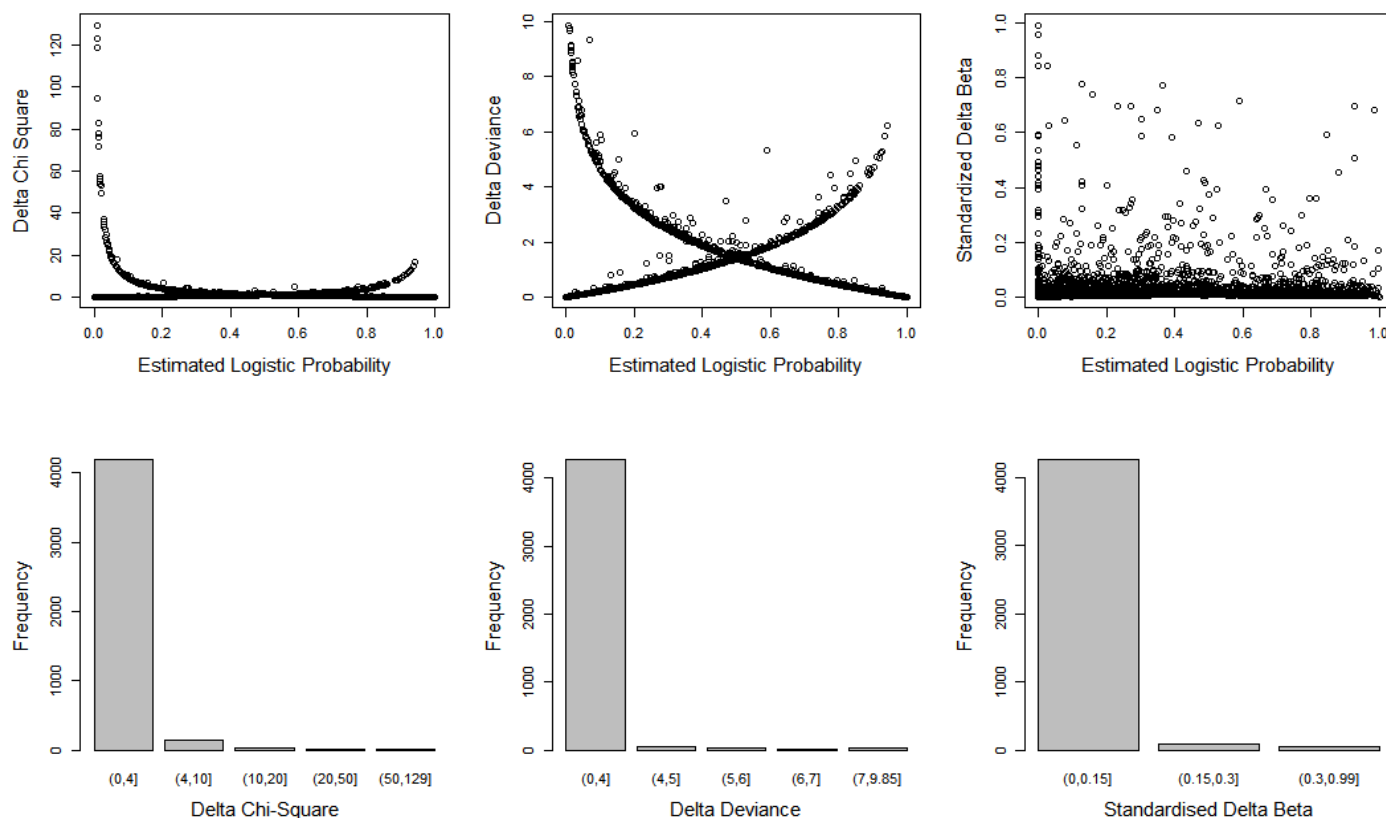 Delta Chi Square
120
100
80
60
40
20
0
0.0 0.2 0.4 0.6 0.8 1.0
Estimated Logistic Probability
Delta Deviance
10
8
6
4
2
0
0.0 0.2 0.4 0.6 0.8 1.0
Estimated Logistic Probability
Standardized Delta Beta
1.0
0.8
0.6
0.4
0.2
0.0
0.0 0.2 0.4 0.6 0.8 1.0
Estimated Logistic Probability
Frequency
4000
3000
2000
1000
0
(0,4] (4,10] (10,20] (20,50] (50,129]
Delta Chi-Square
Frequency
4000
3000
2000
1000
0
(0,4] (4,5] (5,6] (6,7] (7,9.85]
Delta Deviance
Frequency
4000
3000
2000
1000
0
(0,0.15] (0.15,0.3] (0.3,0.99]
Standardised Delta Beta